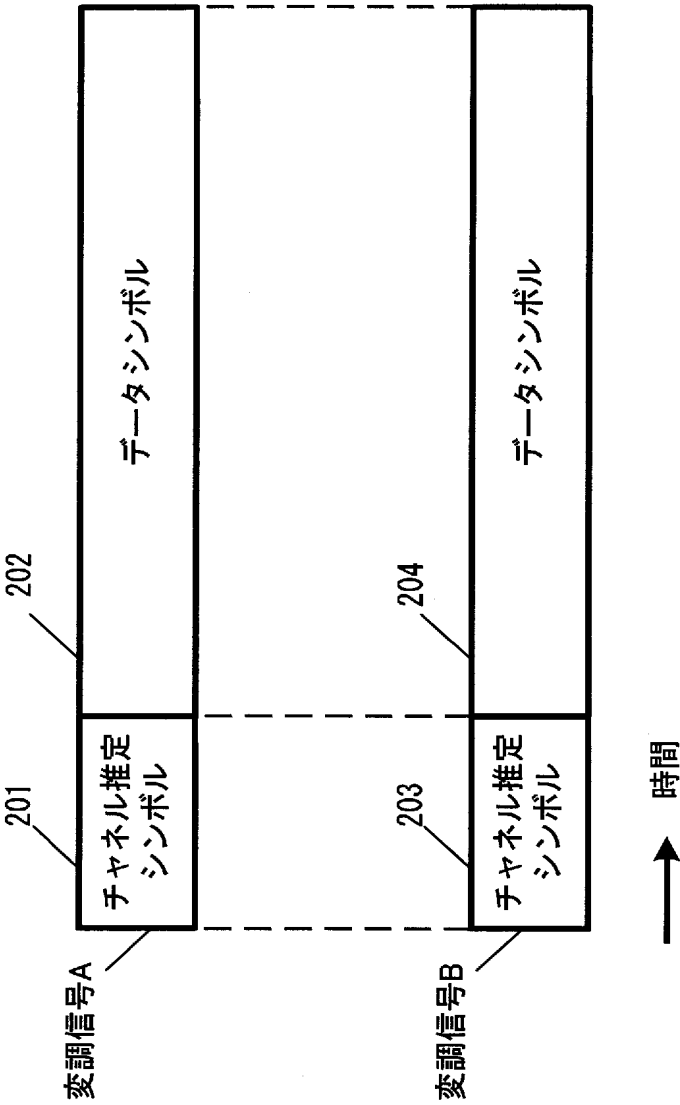 201
202
変調信号A
チャネル推定
シンボル
データシンボル
203
204
変調信号B
チャネル推定
シンボル
データシンボル
時間